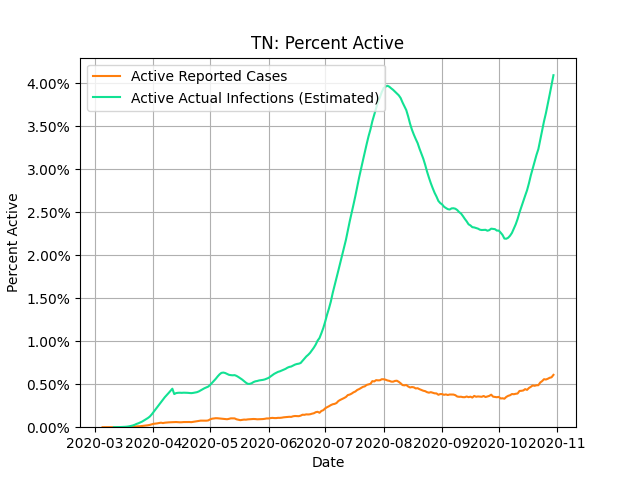 TN: Percent Active
Active Reported Cases
Active Actual Infections (Estimated)
4.00%
3.50%
3.00%
2.50%
2.00%
1.50%
1.00%
0.50%
0.00%
Percent Active
2020-03 2020-04 2020-05 2020-06 2020-07 2020-08 2020-09 2020-10 2020-11
Date